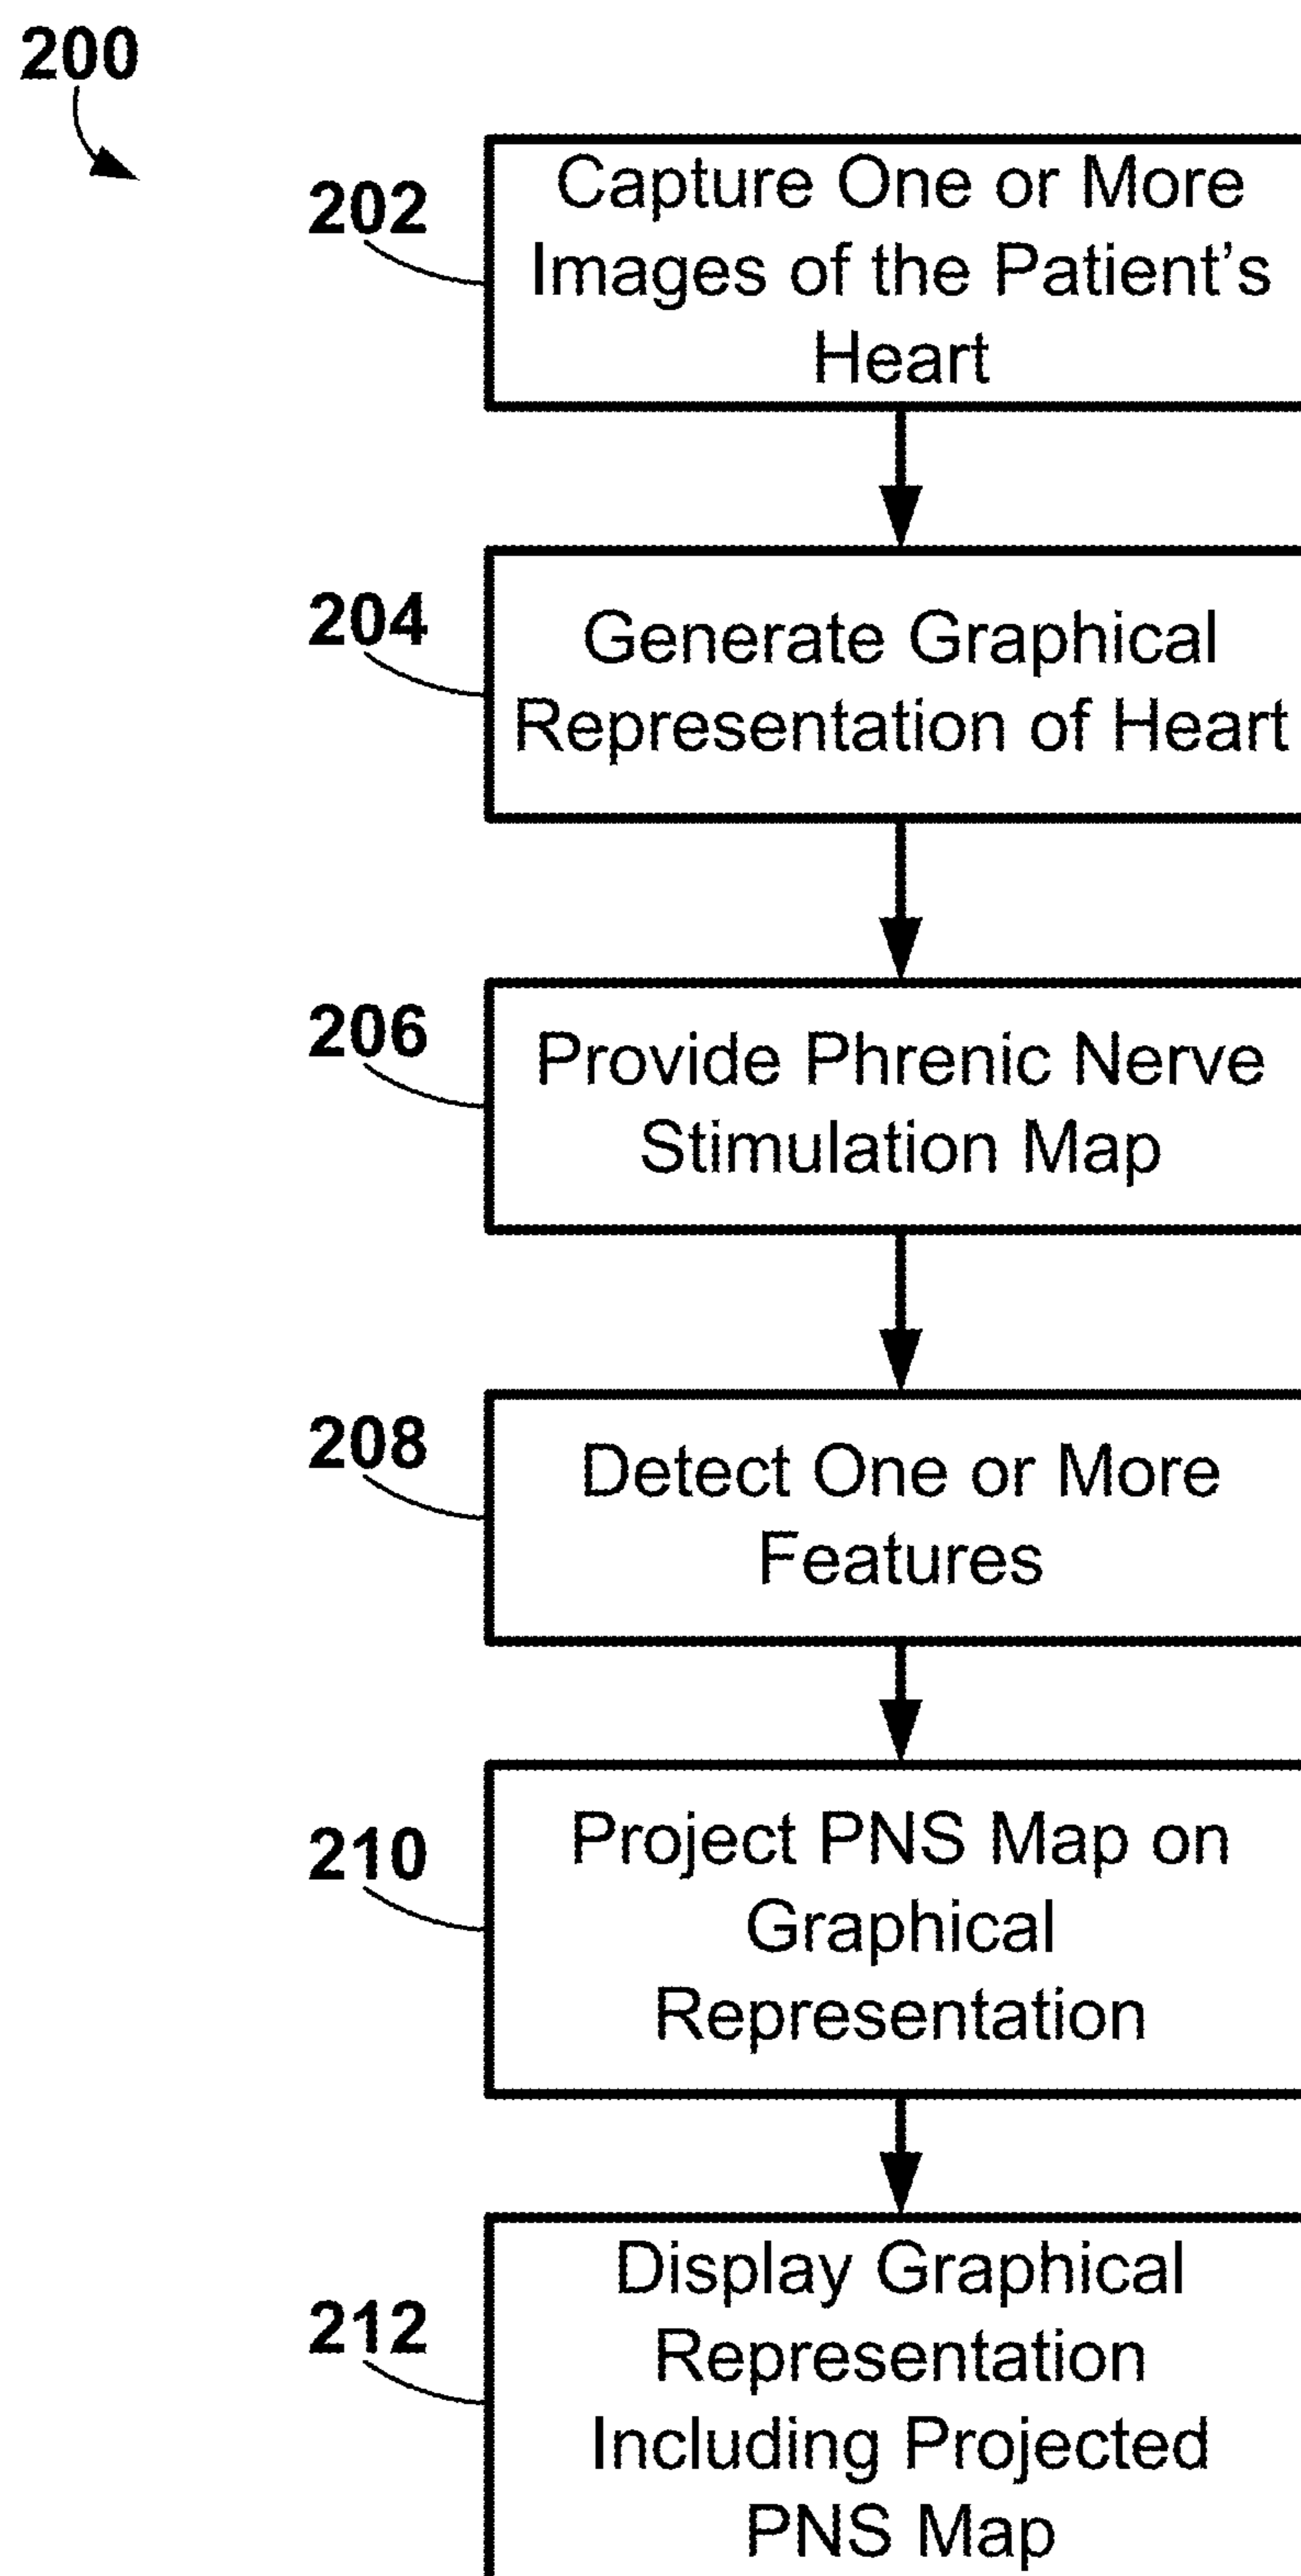 200
202
Capture One or More
Images of the Patient's
Heart
204
Generate Graphical
Representation of Heart
206
Provide Phrenic Nerve
Stimulation Map
208
Detect One or More
Features
210
Project PNS Map on
Graphical
Representation
212
Display Graphical
Representation
Including Projected
PNS Map